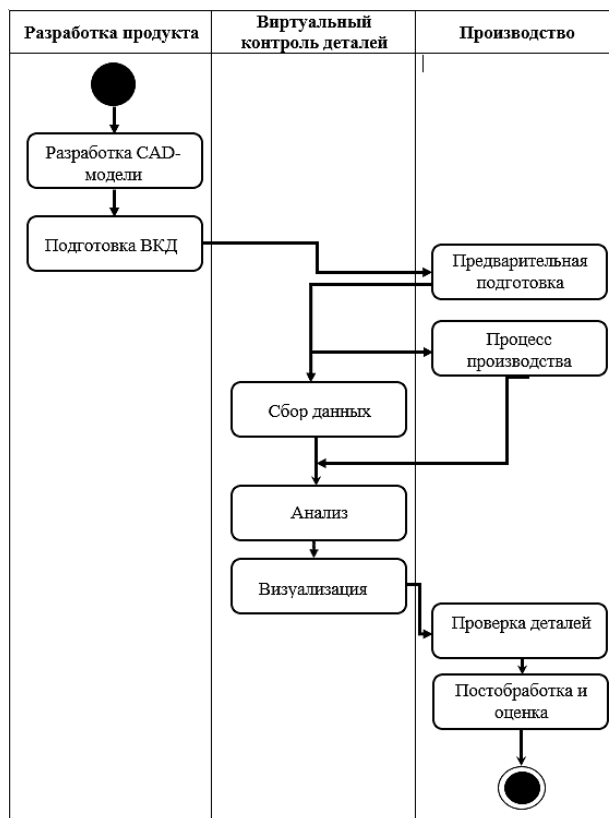 Разработка продукта
Виртуальный
контроль деталей
Производство
Разработка CAD-
модели
Подготовка ВКД
Предварительная
подготовка
Процесс
производства
Сбор данных
Анализ
Визуализация
Проверка деталей
Постобработка и
оценка